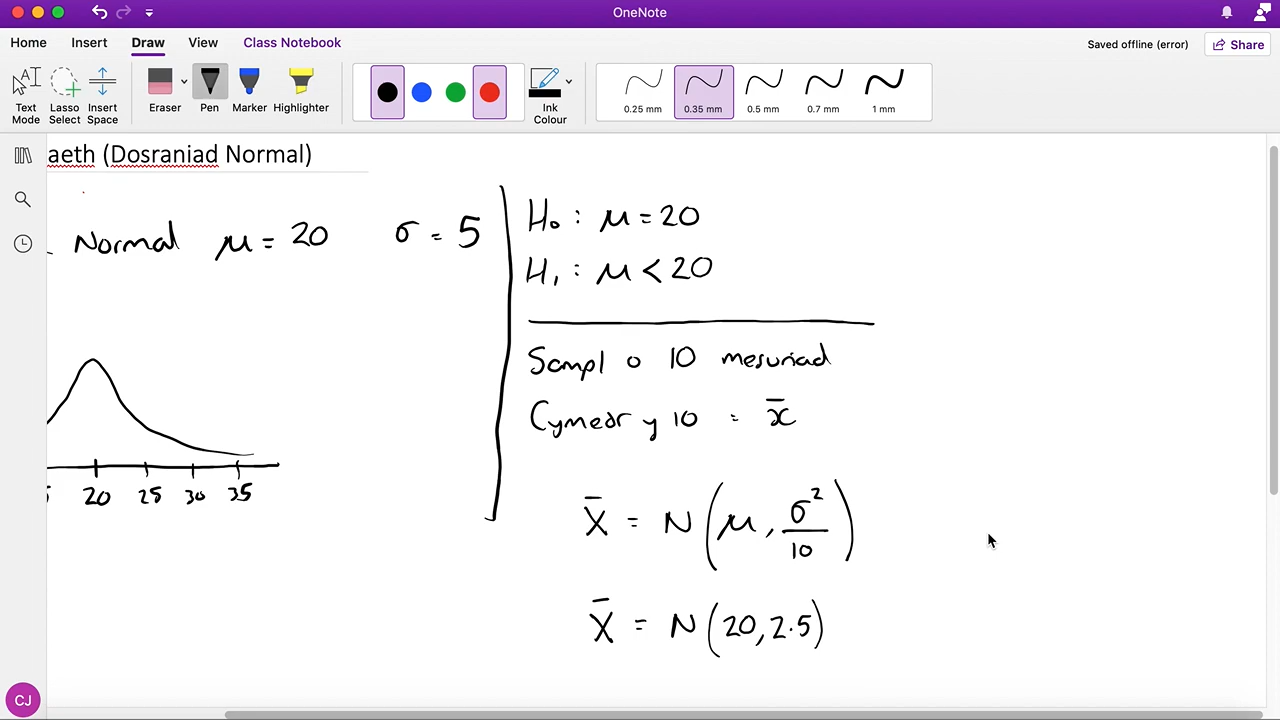 OneNote
Home Insert Draw View Class Notebook
Saved offline (error) Share
Text Mode
Lasso Select
Insert Space
Eraser
Pen
Marker
Highlighter
Ink Colour
0.25 mm
0.35 mm
0.5 mm
0.7 mm
1 mm
aeth (Dosraniad Normal)
Normal μ = 20 σ = 5
20 25 30 35
H₀ : μ = 20
H₁ : μ < 20
Sampl o 10 mesuriad
Cymedr y 10 = x̄
X̄ = N(μ, σ²/10)
X̄ = N(20, 2.5)
CJ